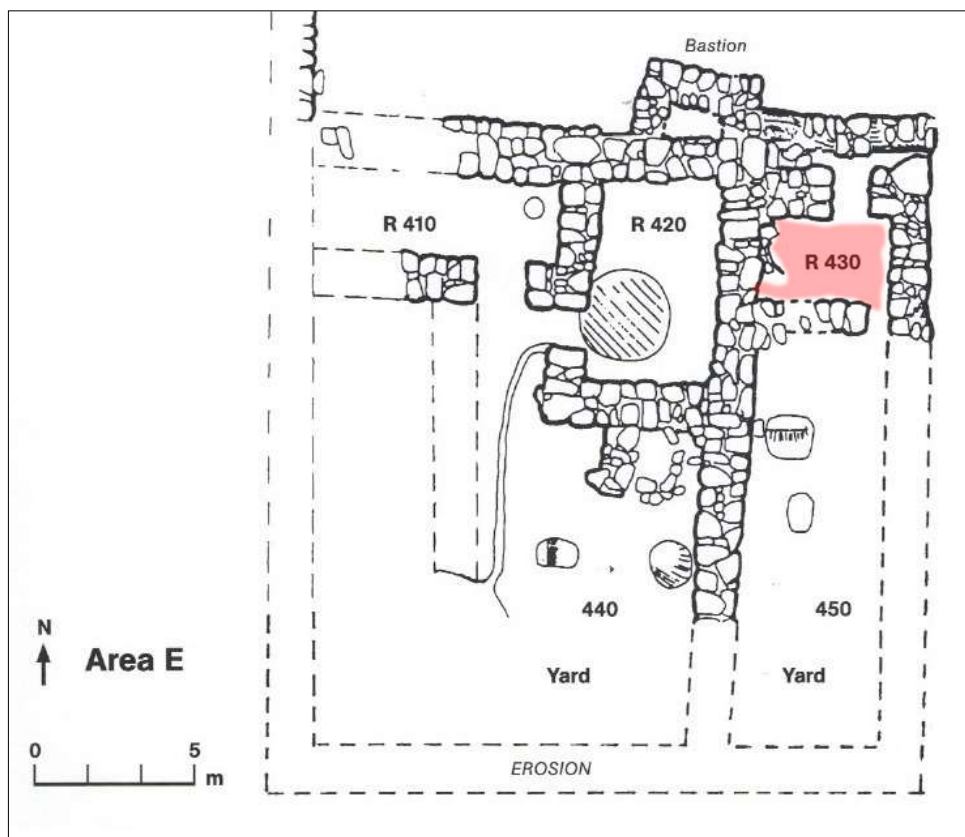 Bastion
R 410
R 420
R 430
440
450
N
Area E
Yard
Yard
0 5
m
EROSION